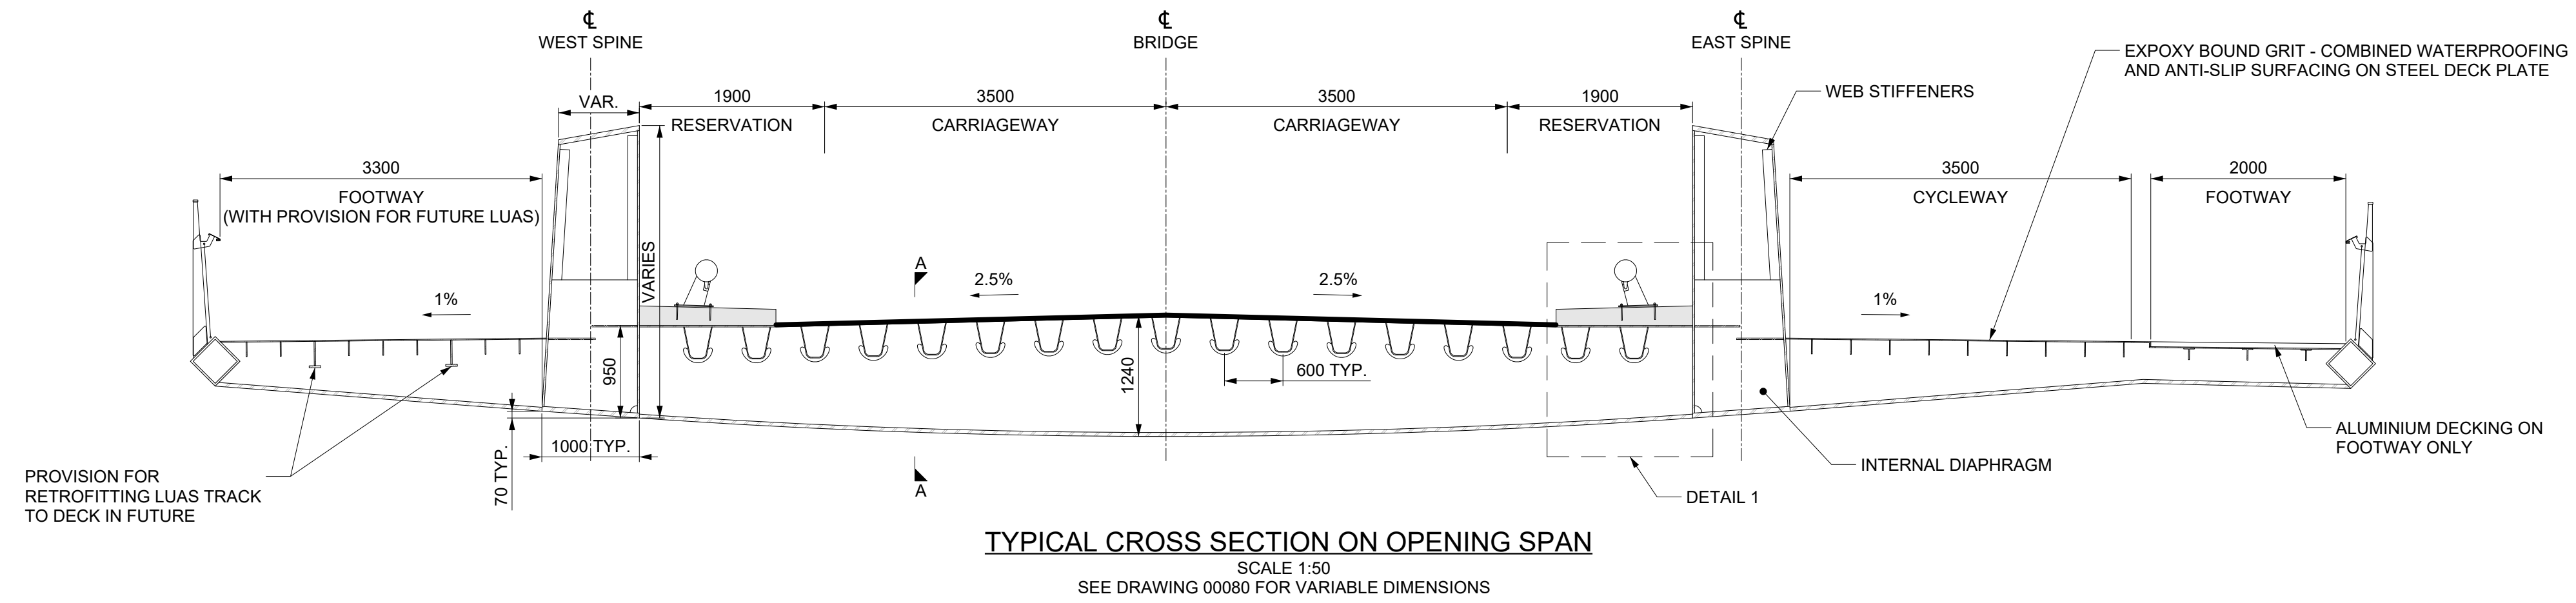 ℄
WEST SPINE
℄
BRIDGE
℄
EAST SPINE
EXPOXY BOUND GRIT - COMBINED WATERPROOFING
AND ANTI-SLIP SURFACING ON STEEL DECK PLATE
WEB STIFFENERS
VAR.
1900
RESERVATION
3500
CARRIAGEWAY
3500
CARRIAGEWAY
1900
RESERVATION
3300
FOOTWAY
(WITH PROVISION FOR FUTURE LUAS)
3500
CYCLEWAY
2000
FOOTWAY
VARIES
A
2.5%
2.5%
1%
1%
950
1240
600 TYP.
70 TYP.
1000 TYP.
A
PROVISION FOR
RETROFITTING LUAS TRACK
TO DECK IN FUTURE
ALUMINIUM DECKING ON
FOOTWAY ONLY
INTERNAL DIAPHRAGM
DETAIL 1
TYPICAL CROSS SECTION ON OPENING SPAN
SCALE 1:50
SEE DRAWING 00080 FOR VARIABLE DIMENSIONS